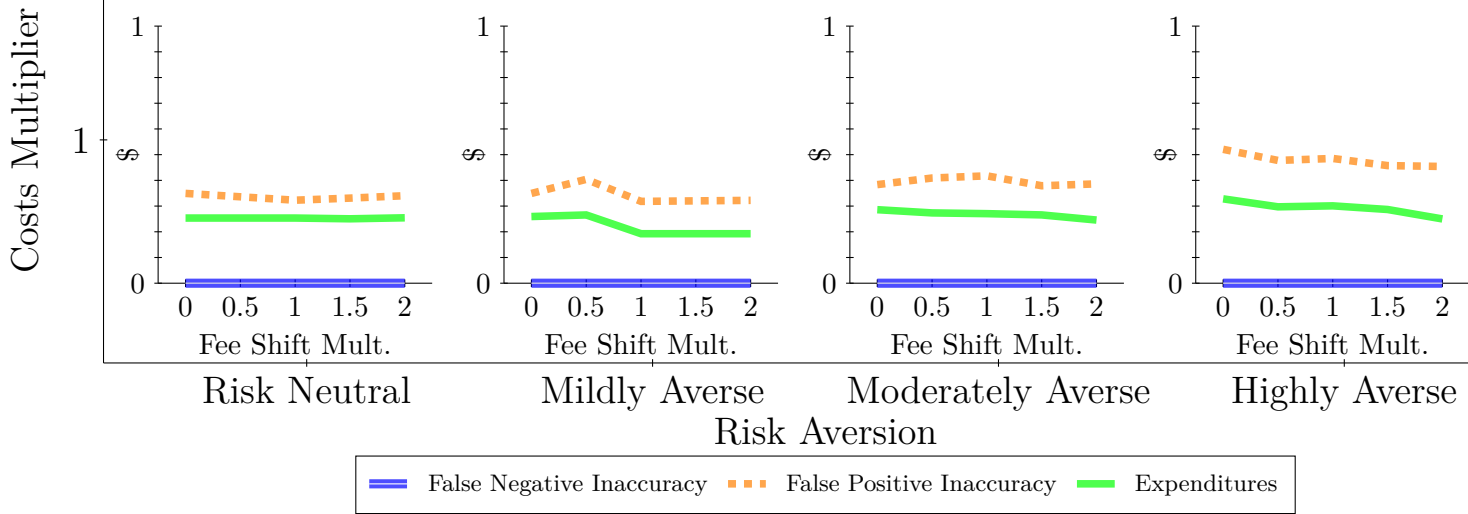 Costs Multiplier
1
1
0
$
0 0.5 1 1.5 2
Fee Shift Mult.
1
0
$
0 0.5 1 1.5 2
Fee Shift Mult.
1
0
$
0 0.5 1 1.5 2
Fee Shift Mult.
1
0
$
0 0.5 1 1.5 2
Fee Shift Mult.
Risk Neutral Mildly Averse Moderately Averse Highly Averse
Risk Aversion
False Negative Inaccuracy False Positive Inaccuracy Expenditures